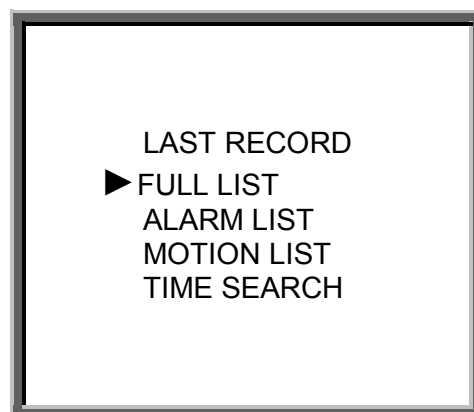 LAST RECORD
►FULL LIST
ALARM LIST
MOTION LIST
TIME SEARCH